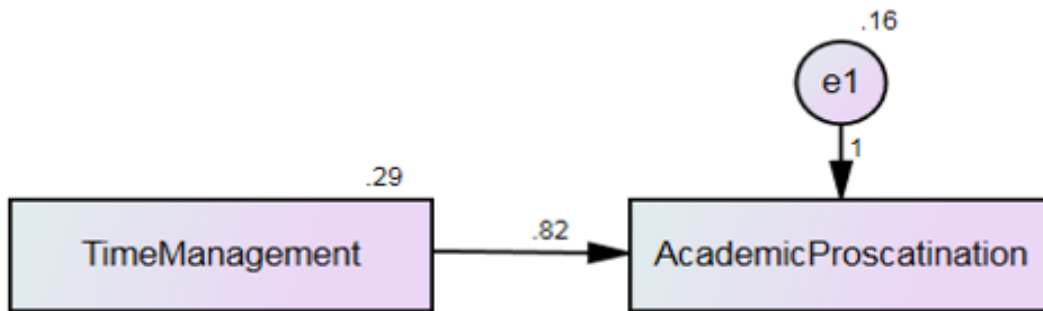 .16
e1
1
.29
TimeManagement
.82
AcademicProscatination